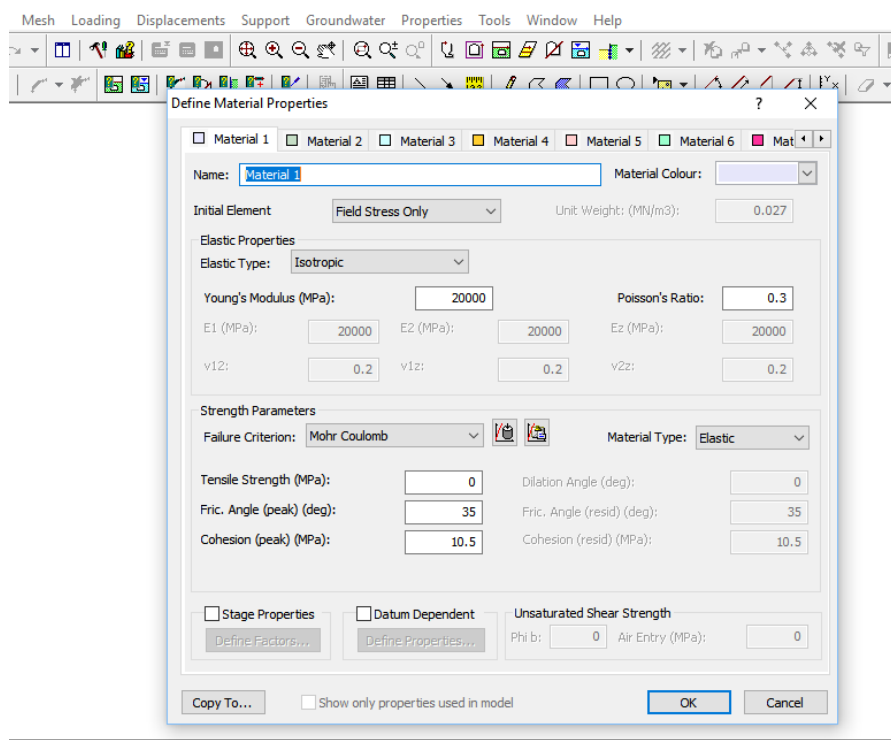 Mesh Loading Displacements Support Groundwater Properties Tools Window Help
Define Material Properties ?
Material 1 Material 2 Material 3 Material 4 Material 5 Material 6 Mat
Name: Material 1 Material Colour:
Initial Element Field Stress Only Unit Weight: (MN/m3): 0.027
Elastic Properties
Elastic Type: Isotropic
Young's Modulus (MPa): 20000 Poisson's Ratio: 0.3
E1 (MPa): 20000 E2 (MPa): 20000 Ez (MPa): 20000
v12: 0.2 v1z: 0.2 v2z: 0.2
Strength Parameters
Failure Criterion: Mohr Coulomb Material Type: Elastic
Tensile Strength (MPa): 0 Dilation Angle (deg): 0
Fric. Angle (peak) (deg): 35 Fric. Angle (resid) (deg): 35
Cohesion (peak) (MPa): 10.5 Cohesion (resid) (MPa): 10.5
Stage Properties Datum Dependent Unsaturated Shear Strength
Define Factors... Define Properties... Phi b: 0 Air Entry (MPa): 0
Copy To... Show only properties used in model OK Cancel